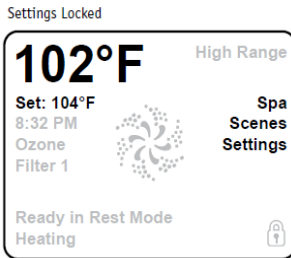 Settings Locked
102°F
High Range
Set: 104°F
Spa
8:32 PM
Scenes
Ozone
Settings
Filter 1
Ready in Rest Mode
Heating